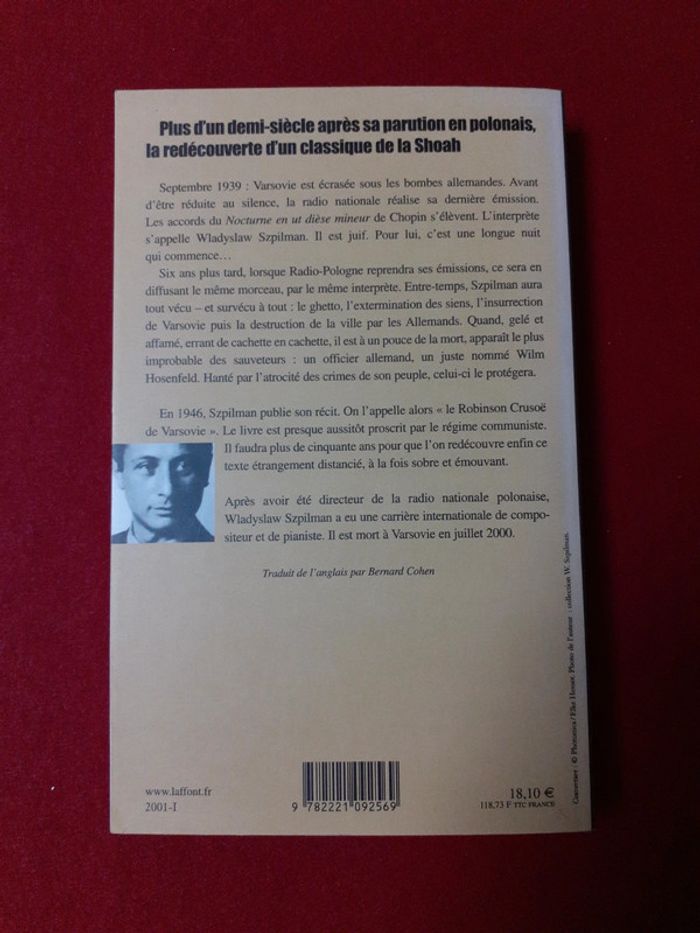 Plus d'un demi-siècle après sa parution en polonais,
la redécouverte d'un classique de la Shoah
Septembre 1939 : Varsovie est écrasée sous les bombes allemandes. Avant
d'être réduite au silence, la radio nationale réalise sa dernière émission.
Les accords du Nocturne en ut dièse mineur de Chopin s'élèvent. L'interprète
s'appelle Wladyslaw Szpilman. Il est juif. Pour lui, c'est une longue nuit
qui commence…
Six ans plus tard, lorsque Radio-Pologne reprendra ses émissions, ce sera en
diffusant le même morceau, par le même interprète. Entre-temps, Szpilman aura
tout vécu – et survécu à tout : le ghetto, l'extermination des siens, l'insurrection
de Varsovie puis la destruction de la ville par les Allemands. Quand, gelé et
affamé, errant de cachette en cachette, il est à un pouce de la mort, apparaît le plus
improbable des sauveteurs : un officier allemand, un juste nommé Wilm
Hosenfeld. Hanté par l'atrocité des crimes de son peuple, celui-ci le protégera.
En 1946, Szpilman publie son récit. On l'appelle alors « le Robinson Crusoë
de Varsovie ». Le livre est presque aussitôt proscrit par le régime communiste.
Il faudra plus de cinquante ans pour que l'on redécouvre enfin ce
texte étrangement distancié, à la fois sobre et émouvant.
Après avoir été directeur de la radio nationale polonaise,
Wladyslaw Szpilman a eu une carrière internationale de compo-
siteur et de pianiste. Il est mort à Varsovie en juillet 2000.
Traduit de l'anglais par Bernard Cohen
www.laffont.fr
2001-I
9 782221 092569
18,10 €
118,73 F TTC FRANCE
Couverture : © Photonica / Elke Hesser. Photo de l'auteur : collection W. Szpilman.